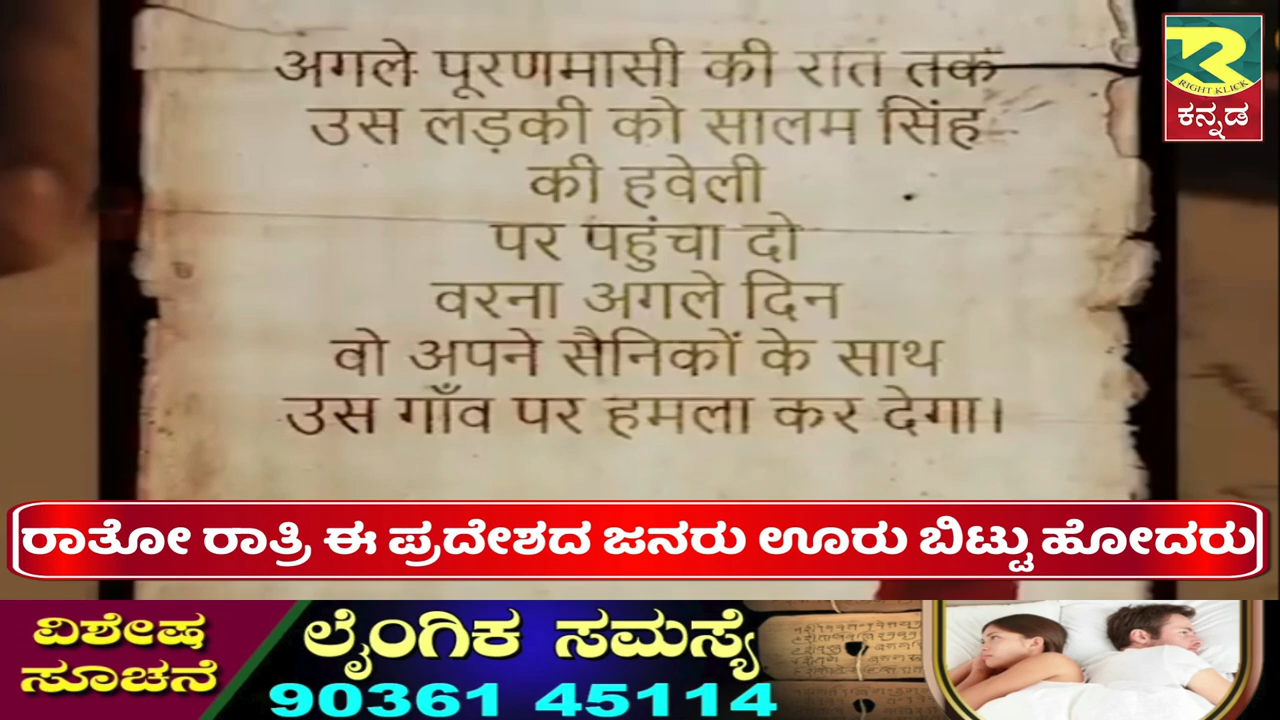 अगले पूरणमासी की रात तक
उस लड़की को सालम सिंह
की हवेली
पर पहुंचा दो
वरना अगले दिन
वो अपने सैनिकों के साथ
उस गाँव पर हमला कर देगा।
RIGHT KLICK
ಕನ್ನಡ
ರಾತೋ ರಾತ್ರಿ ಈ ಪ್ರದೇಶದ ಜನರು ಊರು ಬಿಟ್ಟು ಹೋದರು
ವಿಶೇಷ
ಸೂಚನೆ
ಲೈಂಗಿಕ ಸಮಸ್ಯೆ
90361 45114